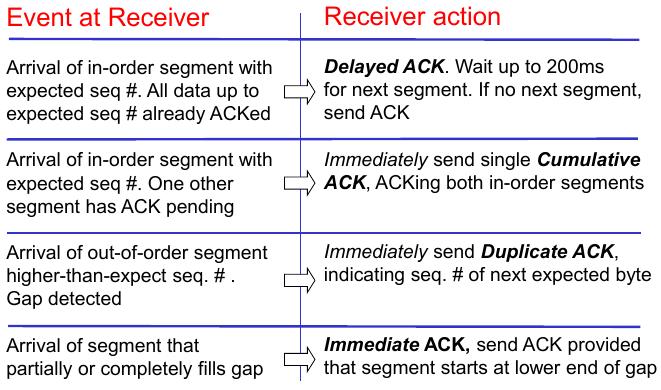 Event at Receiver
Receiver action
Arrival of in-order segment with
expected seq #. All data up to
expected seq # already ACKed
Delayed ACK. Wait up to 200ms
for next segment. If no next segment,
send ACK
Arrival of in-order segment with
expected seq #. One other
segment has ACK pending
Immediately send single Cumulative
ACK, ACKing both in-order segments
Arrival of out-of-order segment
higher-than-expect seq. # .
Gap detected
Immediately send Duplicate ACK,
indicating seq. # of next expected byte
Arrival of segment that
partially or completely fills gap
Immediate ACK, send ACK provided
that segment starts at lower end of gap